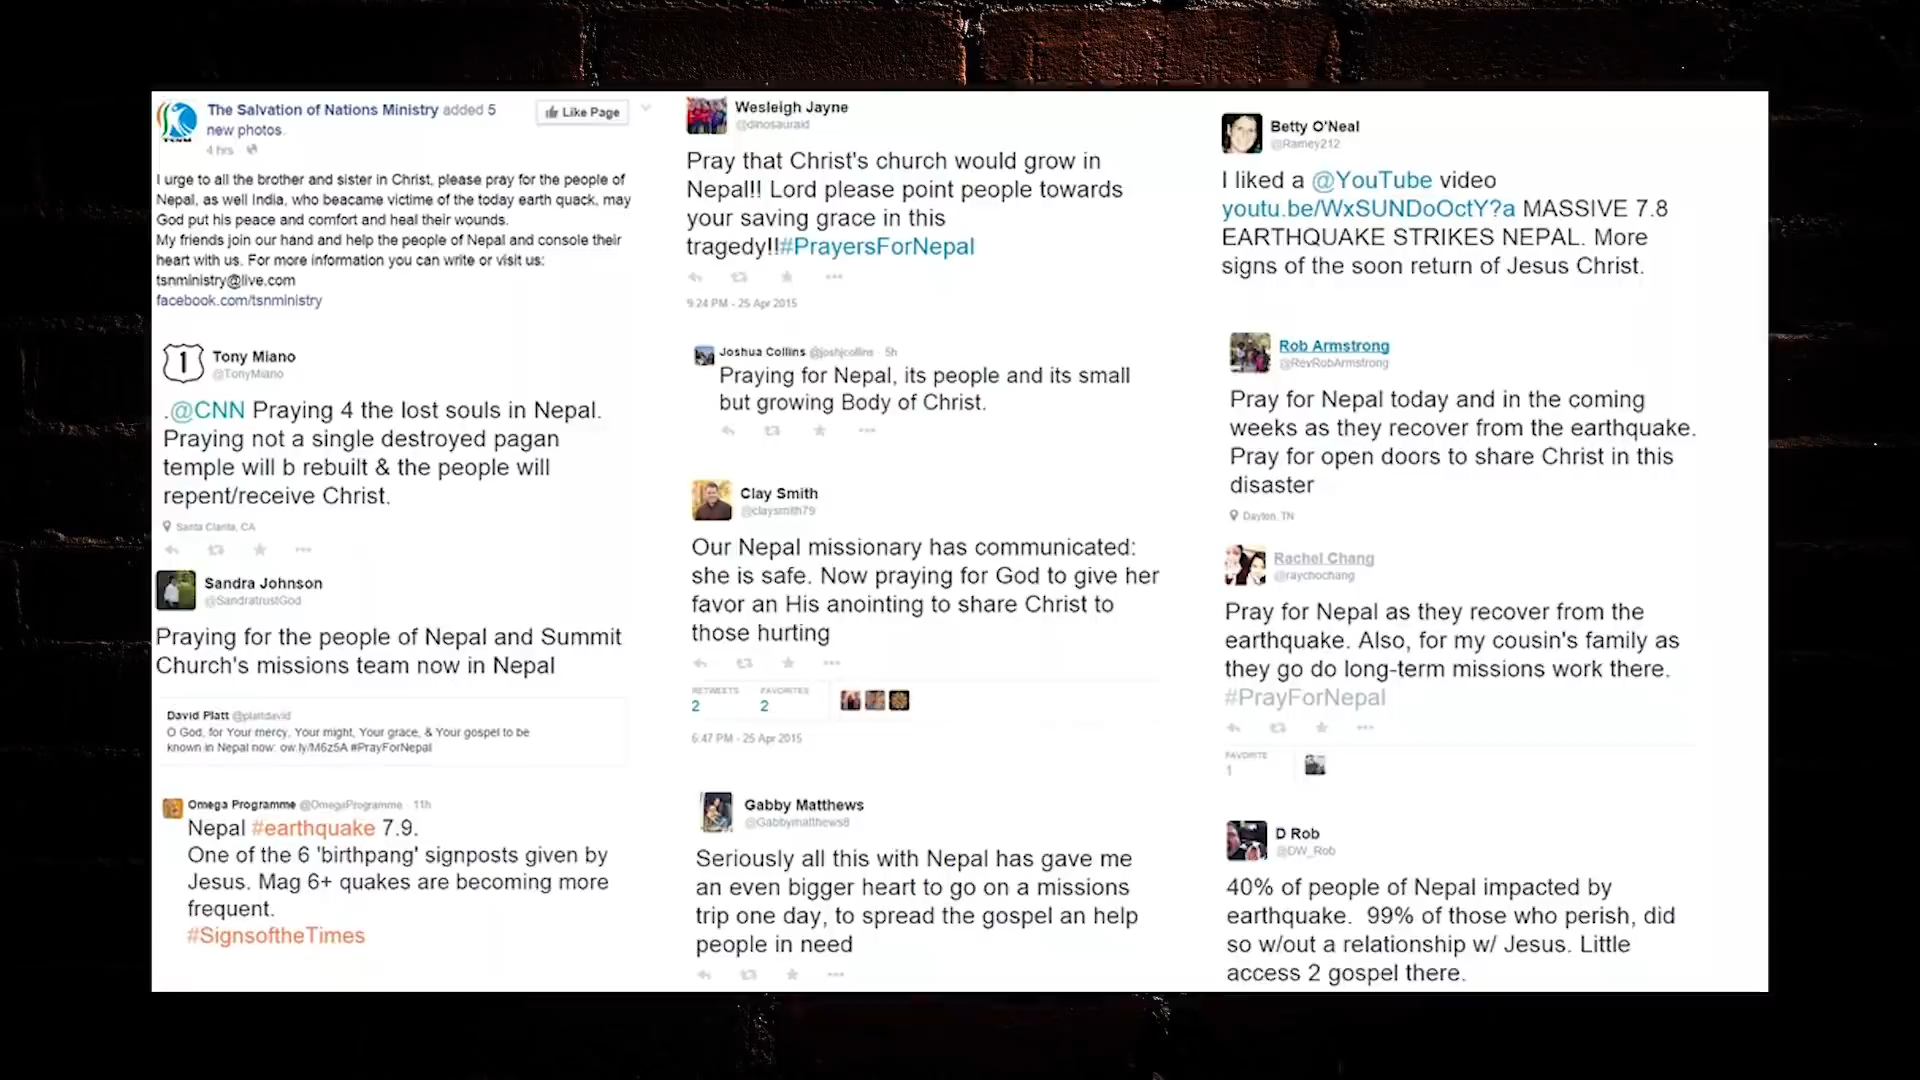 The Salvation of Nations Ministry added 5
new photos.
4 hrs
Like Page
I urge to all the brother and sister in Christ, please pray for the people of
Nepal, as well India, who beacame victime of the today earth quack, may
God put his peace and comfort and heal their wounds.
My friends join our hand and help the people of Nepal and console their
heart with us. For more information you can write or visit us:
tsnministry@live.com
facebook.com/tsnministry
1
Tony Miano
@TonyMiano
.@CNN Praying 4 the lost souls in Nepal.
Praying not a single destroyed pagan
temple will b rebuilt & the people will
repent/receive Christ.
Santa Clarita, CA
Sandra Johnson
@SandratrustGod
Praying for the people of Nepal and Summit
Church's missions team now in Nepal
David Platt @plattdavid
O God, for Your mercy, Your might, Your grace, & Your gospel to be
known in Nepal now: ow.ly/M6z5A #PrayForNepal
Omega Programme @OmegaProgramme · 11h
Nepal #earthquake 7.9.
One of the 6 'birthpang' signposts given by
Jesus. Mag 6+ quakes are becoming more
frequent.
#SignsoftheTimes
Wesleigh Jayne
@dinosauraid
Pray that Christ's church would grow in
Nepal!! Lord please point people towards
your saving grace in this
tragedy!!#PrayersForNepal
9:24 PM - 25 Apr 2015
Joshua Collins @joshjcollins · 5h
Praying for Nepal, its people and its small
but growing Body of Christ.
Clay Smith
@claysmith79
Our Nepal missionary has communicated:
she is safe. Now praying for God to give her
favor an His anointing to share Christ to
those hurting
RETWEETS FAVORITES
2 2
6:47 PM - 25 Apr 2015
Gabby Matthews
@Gabbymatthews8
Seriously all this with Nepal has gave me
an even bigger heart to go on a missions
trip one day, to spread the gospel an help
people in need
Betty O'Neal
@Ramey212
I liked a @YouTube video
youtu.be/WxSUNDoOctY?a MASSIVE 7.8
EARTHQUAKE STRIKES NEPAL. More
signs of the soon return of Jesus Christ.
Rob Armstrong
@RevRobArmstrong
Pray for Nepal today and in the coming
weeks as they recover from the earthquake.
Pray for open doors to share Christ in this
disaster
Dayton, TN
Rachel Chang
@raychochang
Pray for Nepal as they recover from the
earthquake. Also, for my cousin's family as
they go do long-term missions work there.
#PrayForNepal
FAVORITE
1
D Rob
@DW_Rob
40% of people of Nepal impacted by
earthquake. 99% of those who perish, did
so w/out a relationship w/ Jesus. Little
access 2 gospel there.